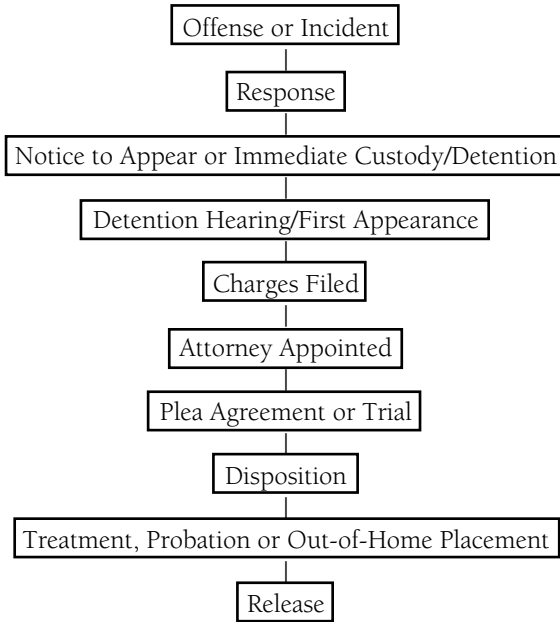 Offense or Incident
Response
Notice to Appear or Immediate Custody/Detention
Detention Hearing/First Appearance
Charges Filed
Attorney Appointed
Plea Agreement or Trial
Disposition
Treatment, Probation or Out-of-Home Placement
Release